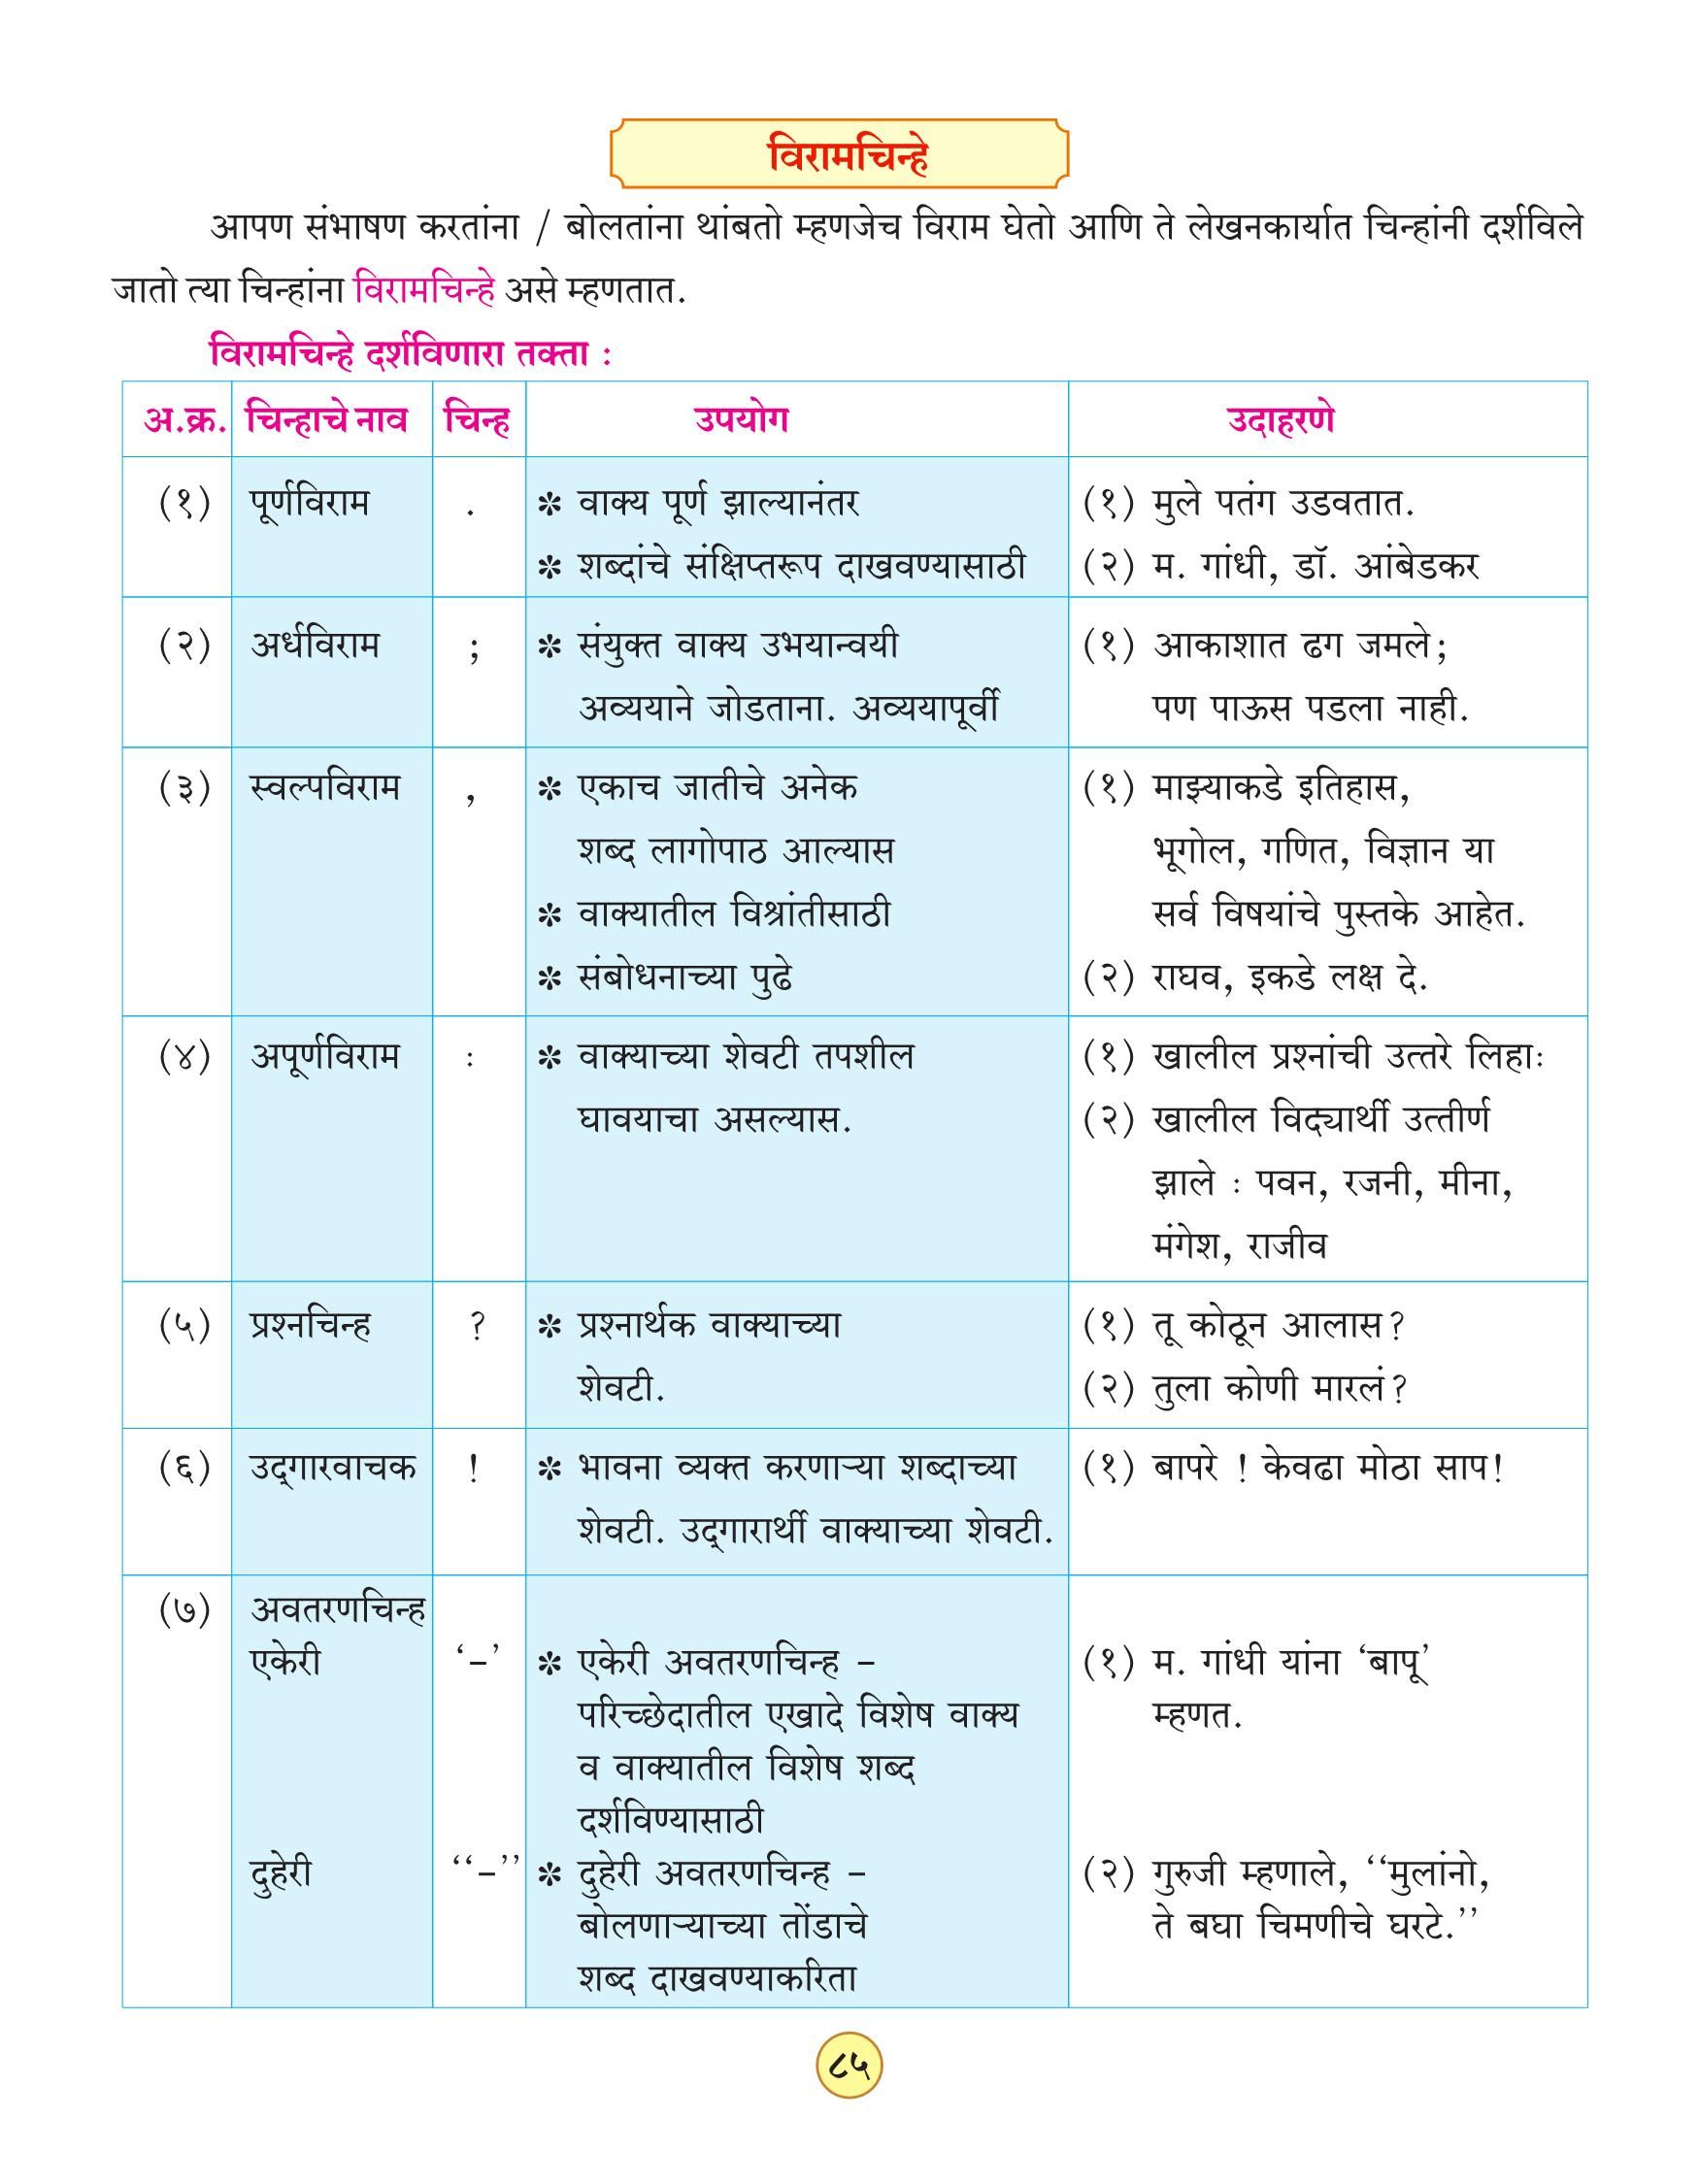 विरामचिन्हे
आपण संभाषण करतांना / बोलतांना थांबतो म्हणजेच विराम घेतो आणि ते लेखनकार्यात चिन्हांनी दर्शविले
जातो त्या चिन्हांना विरामचिन्हे असे म्हणतात.
विरामचिन्हे दर्शविणारा तक्ता :
अ.क्र. चिन्हाचे नाव चिन्ह उपयोग उदाहरणे
(१) पूर्णविराम . ✽ वाक्य पूर्ण झाल्यानंतर (१) मुले पतंग उडवतात.
✽ शब्दांचे संक्षिप्तरूप दाखवण्यासाठी (२) म. गांधी, डॉ. आंबेडकर
(२) अर्धविराम ; ✽ संयुक्त वाक्य उभयान्वयी (१) आकाशात ढग जमले;
अव्ययाने जोडताना. अव्ययापूर्वी पण पाऊस पडला नाही.
(३) स्वल्पविराम , ✽ एकाच जातीचे अनेक (१) माझ्याकडे इतिहास,
शब्द लागोपाठ आल्यास भूगोल, गणित, विज्ञान या
✽ वाक्यातील विश्रांतीसाठी सर्व विषयांचे पुस्तके आहेत.
✽ संबोधनाच्या पुढे (२) राघव, इकडे लक्ष दे.
(४) अपूर्णविराम : ✽ वाक्याच्या शेवटी तपशील (१) खालील प्रश्नांची उत्तरे लिहाः
घावयाचा असल्यास. (२) खालील विद्यार्थी उत्तीर्ण
झाले : पवन, रजनी, मीना,
मंगेश, राजीव
(५) प्रश्नचिन्ह ? ✽ प्रश्नार्थक वाक्याच्या (१) तू कोठून आलास?
शेवटी. (२) तुला कोणी मारलं?
(६) उद्‌गारवाचक ! ✽ भावना व्यक्त करणाऱ्या शब्दाच्या (१) बापरे ! केवढा मोठा साप!
शेवटी. उद्‌गारार्थी वाक्याच्या शेवटी.
(७) अवतरणचिन्ह
एकेरी ‘–’ ✽ एकेरी अवतरणचिन्ह – (१) म. गांधी यांना ‘बापू’
परिच्छेदातील एखादे विशेष वाक्य म्हणत.
व वाक्यातील विशेष शब्द
दर्शविण्यासाठी
दुहेरी ‘‘–’’ ✽ दुहेरी अवतरणचिन्ह – (२) गुरुजी म्हणाले, ‘‘मुलांनो,
बोलणाऱ्याच्या तोंडाचे ते बघा चिमणीचे घरटे.’’
शब्द दाखवण्याकरिता
८५